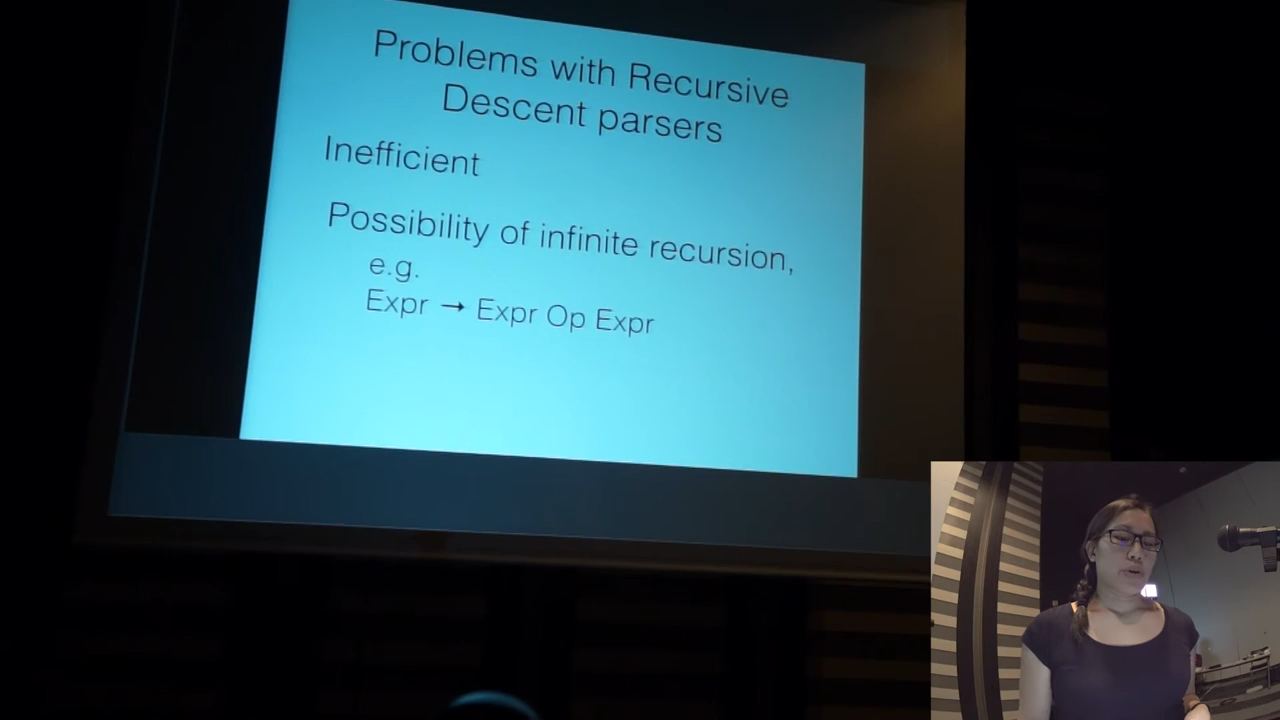 Problems with Recursive
Descent parsers
Inefficient
Possibility of infinite recursion,
e.g.
Expr → Expr Op Expr